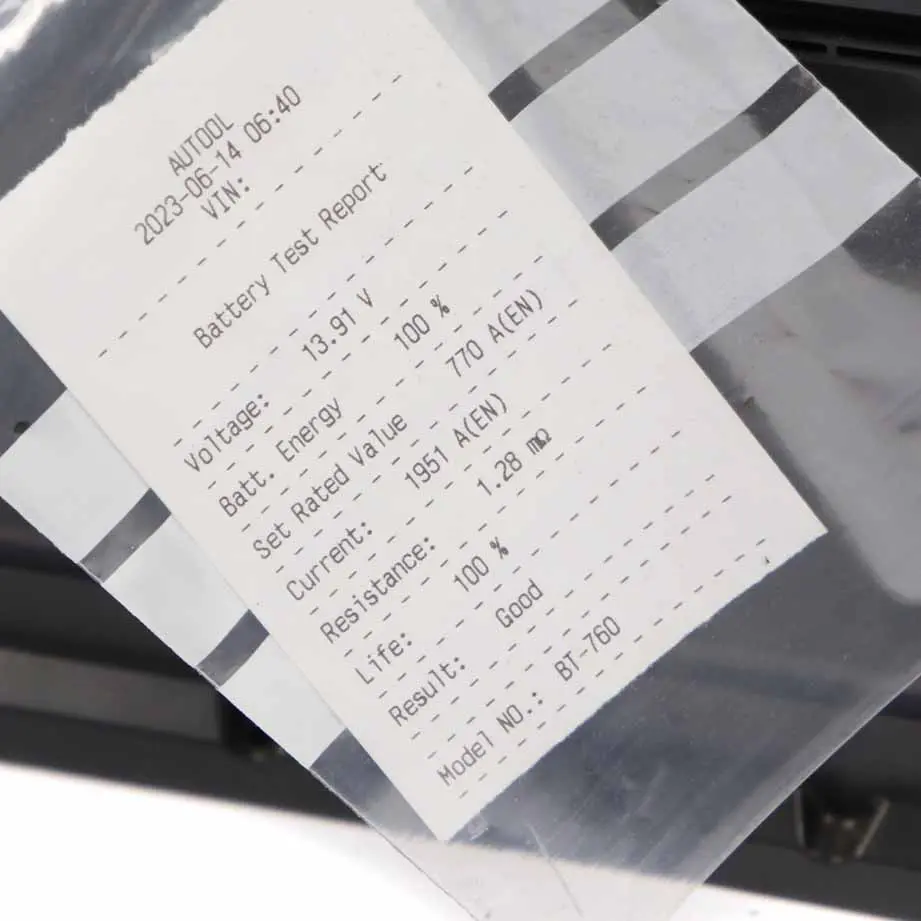 AUTOOL
2023-06-14 06:40
VIN:
Battery Test Report
Voltage: 13.91 V
Batt. Energy 100 %
Set Rated Value 770 A(EN)
Current: 1951 A(EN)
Resistance: 1.28 mΩ
Life: 100 %
Result: Good
Model NO.: BT-760